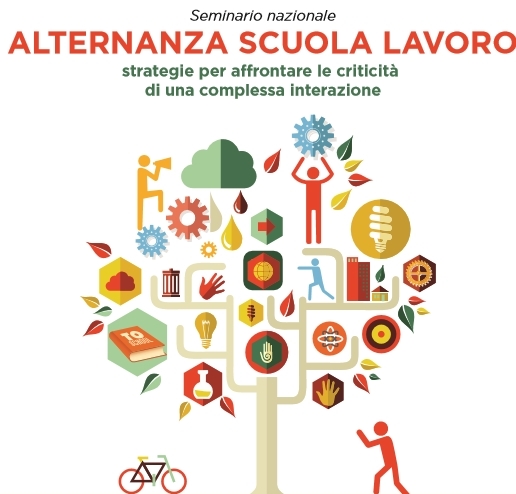 Seminario nazionale
ALTERNANZA SCUOLA LAVORO
strategie per affrontare le criticità
di una complessa interazione